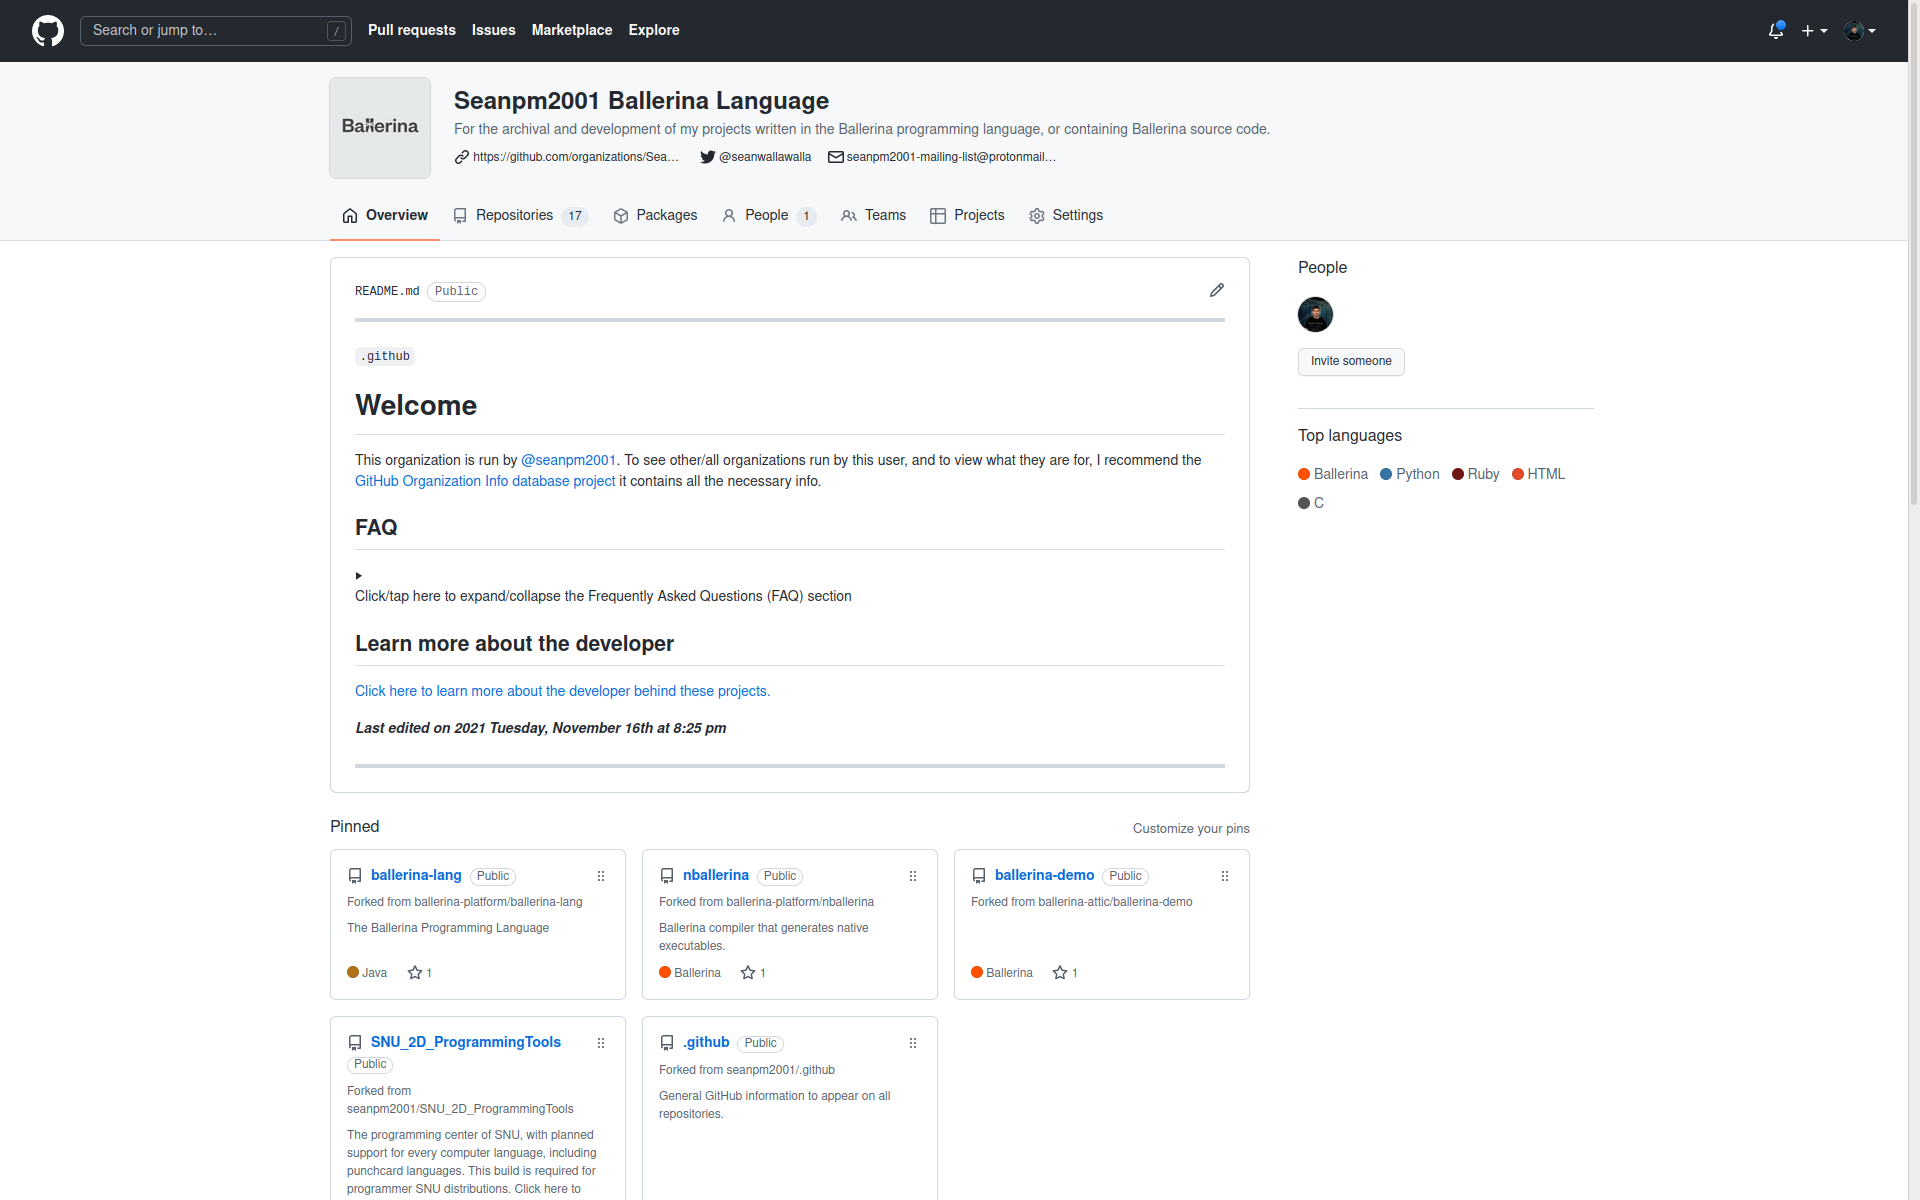 Search or jump to… /
Pull requests Issues Marketplace Explore
Ballerina
Seanpm2001 Ballerina Language
For the archival and development of my projects written in the Ballerina programming language, or containing Ballerina source code.
https://github.com/organizations/Sea… @seanwallawalla seanpm2001-mailing-list@protonmail…
Overview Repositories 17 Packages People 1 Teams Projects Settings
README.md Public
.github
Welcome
This organization is run by @seanpm2001. To see other/all organizations run by this user, and to view what they are for, I recommend the
GitHub Organization Info database project it contains all the necessary info.
FAQ
Click/tap here to expand/collapse the Frequently Asked Questions (FAQ) section
Learn more about the developer
Click here to learn more about the developer behind these projects.
Last edited on 2021 Tuesday, November 16th at 8:25 pm
People
Invite someone
Top languages
Ballerina Python Ruby HTML
C
Pinned
Customize your pins
ballerina-lang Public
Forked from ballerina-platform/ballerina-lang
The Ballerina Programming Language
Java 1
nballerina Public
Forked from ballerina-platform/nballerina
Ballerina compiler that generates native
executables.
Ballerina 1
ballerina-demo Public
Forked from ballerina-attic/ballerina-demo
Ballerina 1
SNU_2D_ProgrammingTools
Public
Forked from
seanpm2001/SNU_2D_ProgrammingTools
The programming center of SNU, with planned
support for every computer language, including
punchcard languages. This build is required for
programmer SNU distributions. Click here to
.github Public
Forked from seanpm2001/.github
General GitHub information to appear on all
repositories.